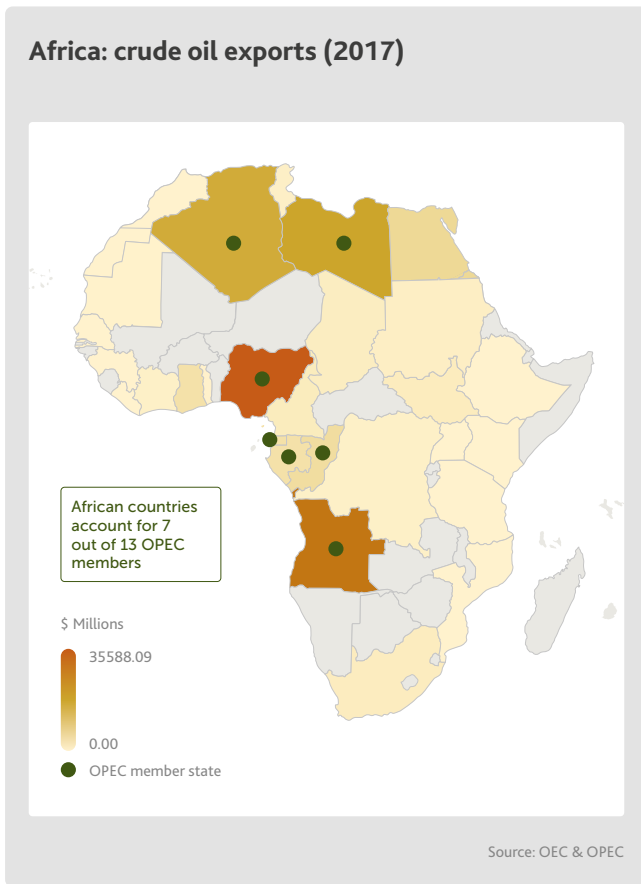 Africa: crude oil exports (2017)
African countries
account for 7
out of 13 OPEC
members
$ Millions
35588.09
0.00
OPEC member state
Source: OEC & OPEC